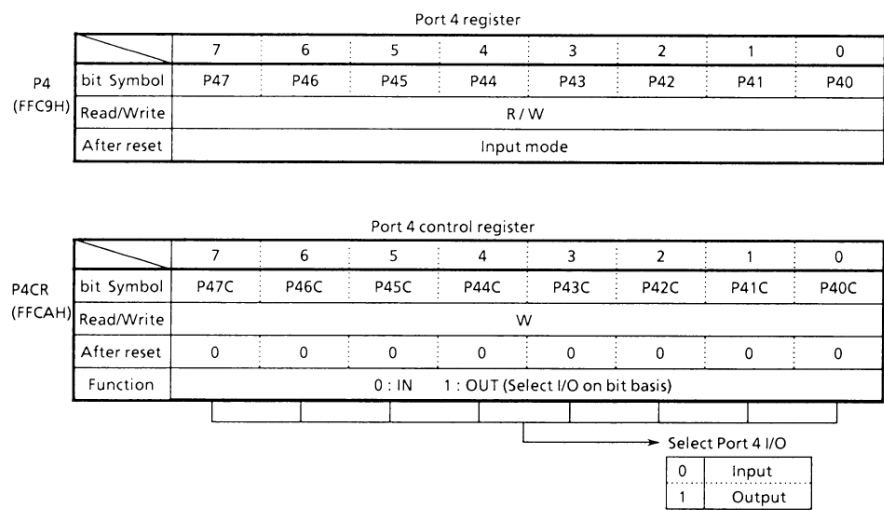 Port 4 register
7 6 5 4 3 2 1 0
P4 (FFC9H)
bit Symbol P47 P46 P45 P44 P43 P42 P41 P40
Read/Write R / W
After reset Input mode
Port 4 control register
7 6 5 4 3 2 1 0
P4CR (FFCAH)
bit Symbol P47C P46C P45C P44C P43C P42C P41C P40C
Read/Write W
After reset 0 0 0 0 0 0 0 0
Function 0 : IN 1 : OUT (Select I/O on bit basis)
Select Port 4 I/O
0 Input
1 Output